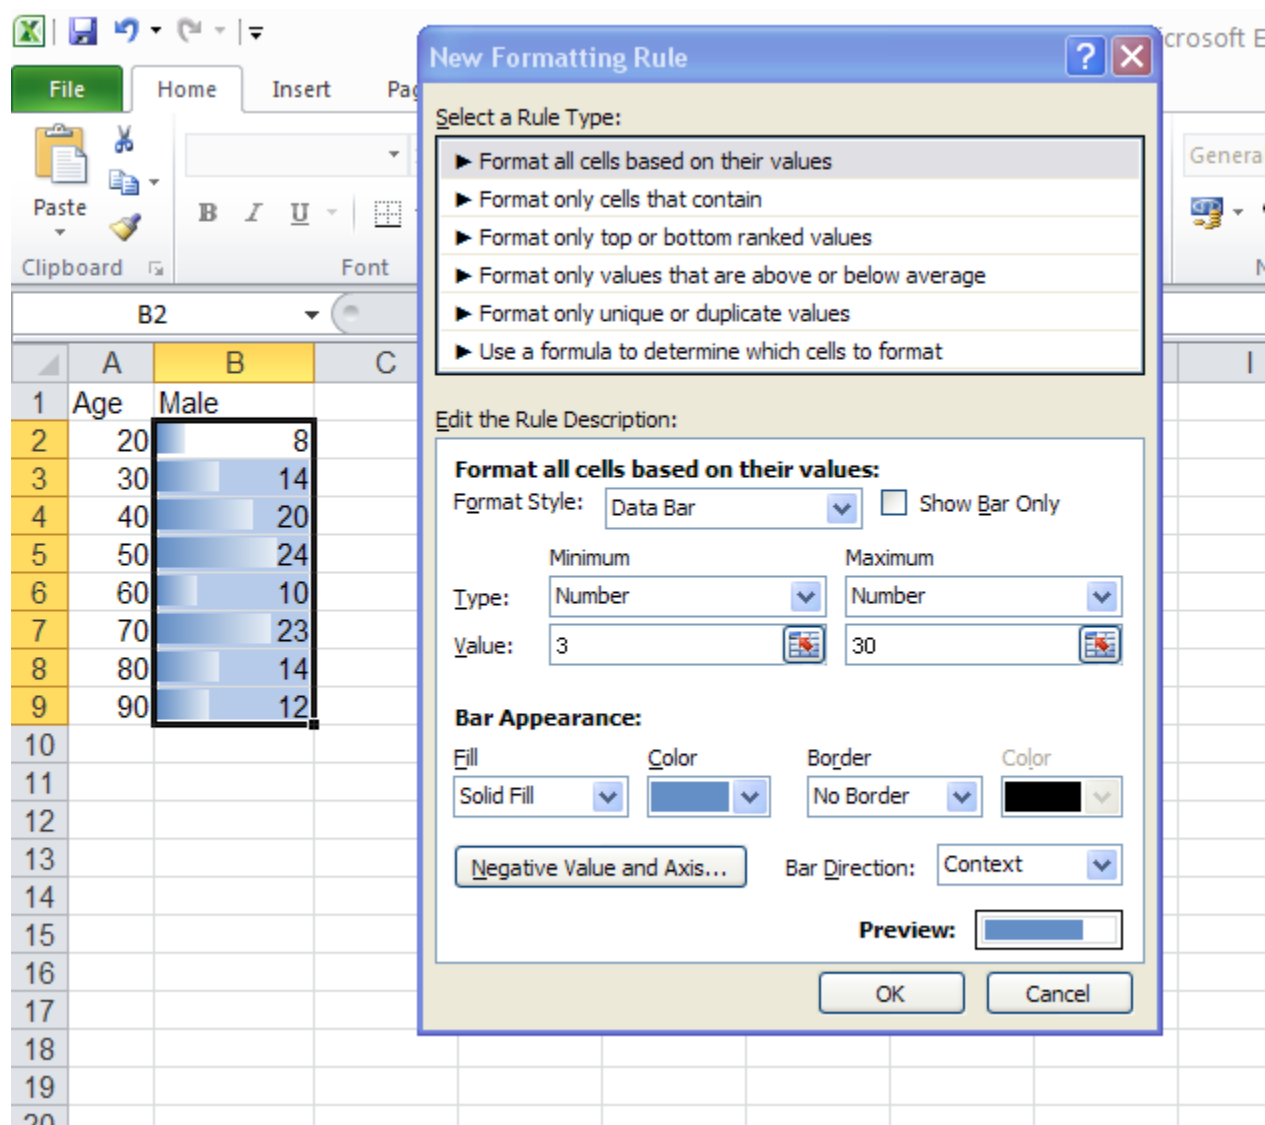 crosoft E
File Home Insert Pag
New Formatting Rule
Select a Rule Type:
► Format all cells based on their values
► Format only cells that contain
► Format only top or bottom ranked values
► Format only values that are above or below average
► Format only unique or duplicate values
► Use a formula to determine which cells to format
Paste
B I U
Genera
Clipboard Font N
B2
A B C I
1 Age Male
2 20 8
3 30 14
4 40 20
5 50 24
6 60 10
7 70 23
8 80 14
9 90 12
10
11
12
13
14
15
16
17
18
19
20
Edit the Rule Description:
Format all cells based on their values:
Format Style: Data Bar Show Bar Only
Minimum Maximum
Type: Number Number
Value: 3 30
Bar Appearance:
Fill Color Border Color
Solid Fill No Border
Negative Value and Axis... Bar Direction: Context
Preview:
OK Cancel